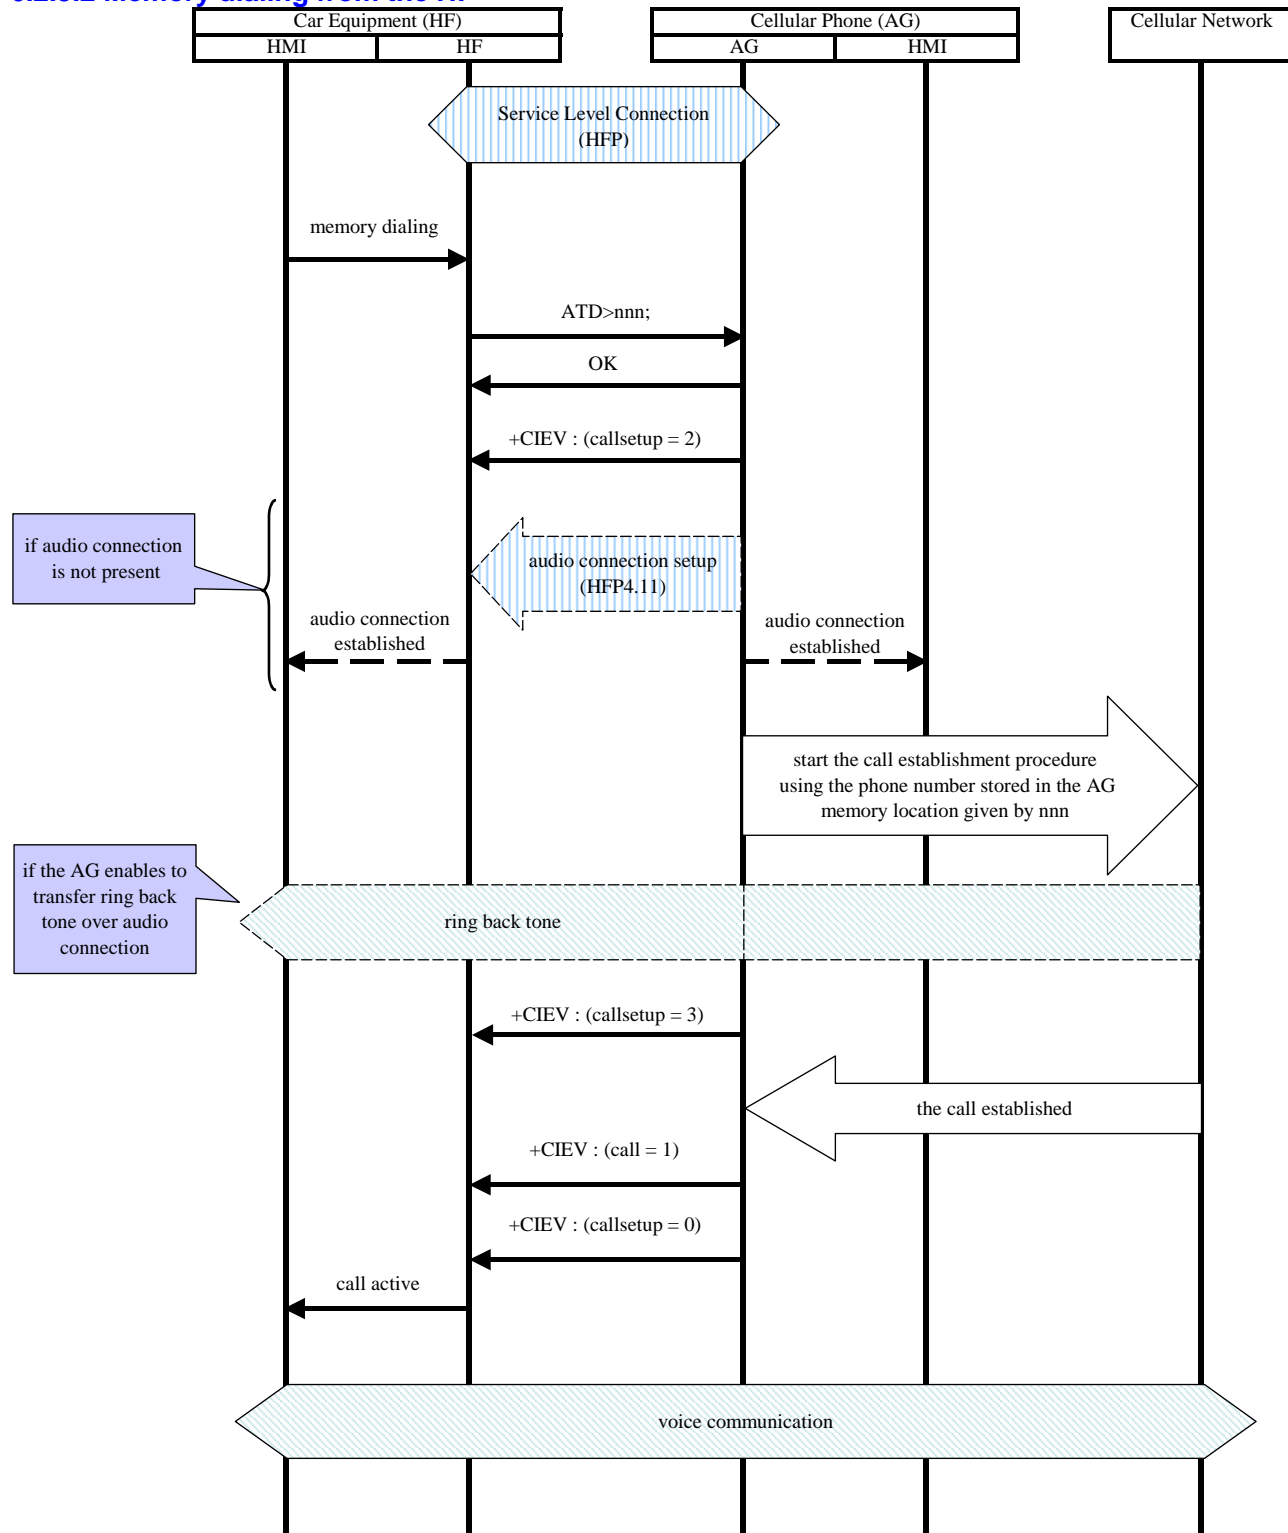 Memory dialing from the
Car Equipment (HF)
Cellular Phone (AG)
Cellular Network
HMI
HF
AG
HMI
Service Level Connection
(HFP)
memory dialing
ATD>nnn;
OK
+CIEV : (callsetup = 2)
if audio connection
is not present
audio connection setup
(HFP4.11)
audio connection
established
audio connection
established
start the call establishment procedure
using the phone number stored in the AG
memory location given by nnn
if the AG enables to
transfer ring back
tone over audio
connection
ring back tone
+CIEV : (callsetup = 3)
the call established
+CIEV : (call = 1)
+CIEV : (callsetup = 0)
call active
voice communication